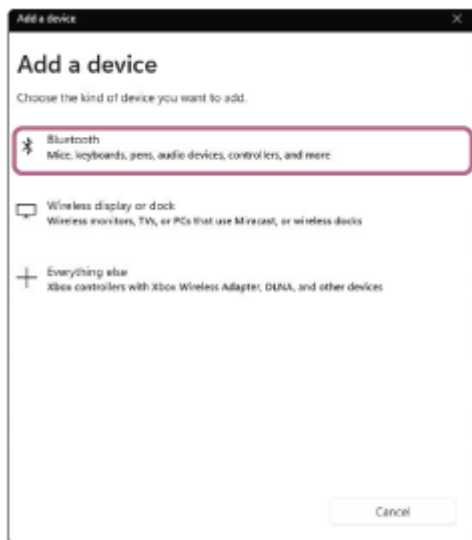 Add a device
Add a device
Choose the kind of device you want to add.
Bluetooth
Mice, keyboards, pens, audio devices, controllers, and more
Wireless display or dock
Wireless monitors, TVs, or PCs that use Miracast, or wireless docks
Everything else
Xbox controllers with Xbox Wireless Adapter, DLNA, and other devices
Cancel